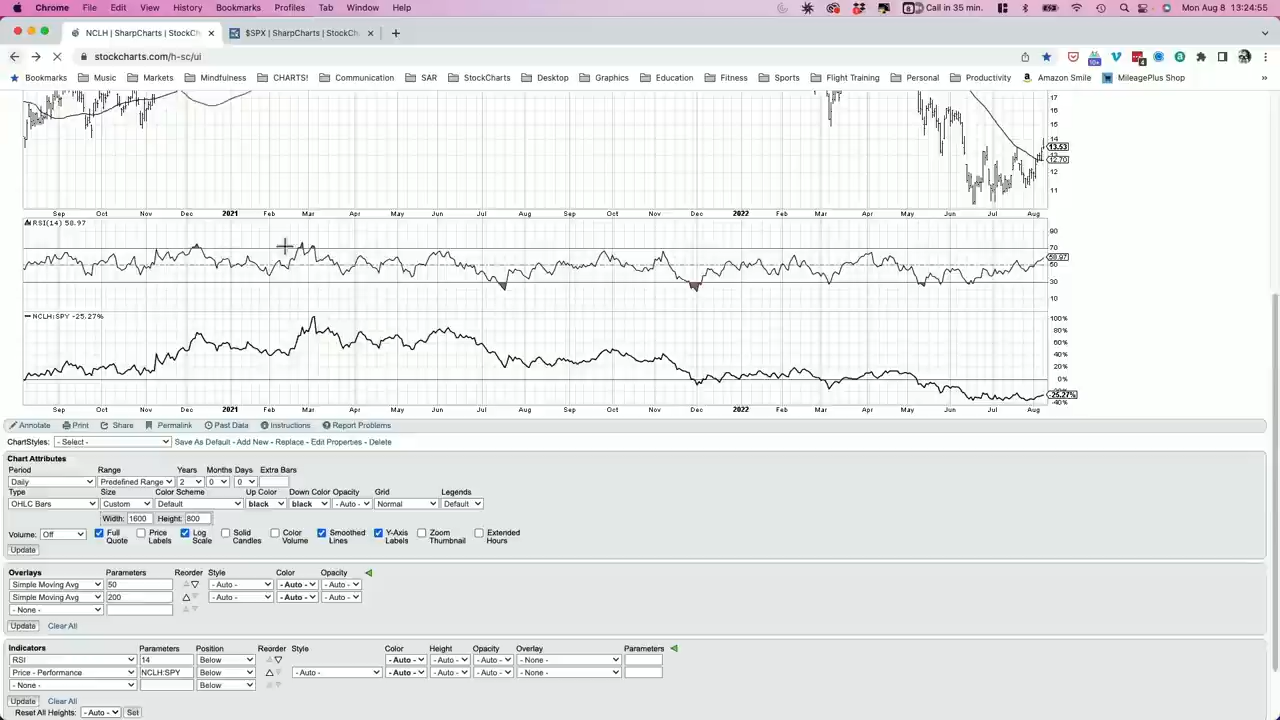 Chrome File Edit View History Bookmarks Profiles Tab Window Help Mon Aug 8 13:24:55
NCLH | SharpCharts | StockCh $SPX | SharpCharts | StockCh
stockcharts.com/h-sc/ui
Bookmarks Music Markets Mindfulness CHARTS! Communication SAR StockCharts Desktop Graphics Education Fitness Sports Flight Training Personal Productivity Amazon Smile MileagePlus Shop »
17
16
15
14
13.53
12.70
12
11
Sep Oct Nov Dec 2021 Feb Mar Apr May Jun Jul Aug Sep Oct Nov Dec 2022 Feb Mar Apr May Jun Jul Aug
RSI(14) 58.97
90
70
58.97
50
30
10
NCLH:SPY -25.27%
100%
80%
60%
40%
20%
0%
-25.27%
-40%
Sep Oct Nov Dec 2021 Feb Mar Apr May Jun Jul Aug Sep Oct Nov Dec 2022 Feb Mar Apr May Jun Jul Aug
Annotate Print Share Permalink Past Data Instructions Report Problems
ChartStyles: - Select - Save As Default - Add New - Replace - Edit Properties - Delete
Chart Attributes
Period Range Years Months Days Extra Bars
Daily Predefined Range 2 0 0
Type Size Color Scheme Up Color Down Color Opacity Grid Legends
OHLC Bars Custom Default black black - Auto - Normal Default
Width: 1600 Height: 800
Volume: Off Full Quote Price Labels Log Scale Solid Candles Color Volume Smoothed Lines Y-Axis Labels Zoom Thumbnail Extended Hours
Update
Overlays Parameters Reorder Style Color Opacity
Simple Moving Avg 50 - Auto - - Auto - - Auto -
Simple Moving Avg 200 - Auto - - Auto - - Auto -
- None -
Update Clear All
Indicators Parameters Position Reorder Style Color Height Opacity Overlay Parameters
RSI 14 Below - Auto - - Auto - - Auto - - None -
Price - Performance NCLH:SPY Below - Auto - - Auto - - Auto - - Auto - - None -
- None - Below
Update Clear All
Reset All Heights: - Auto - Set